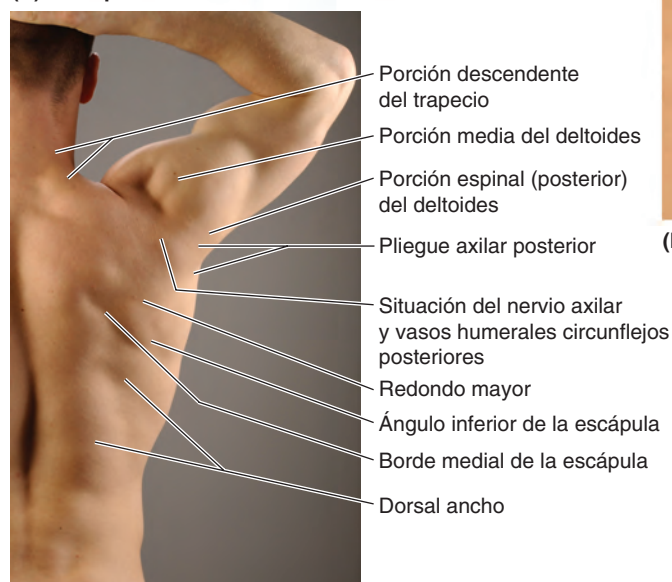 Porción descendente
del trapecio
Porción media del deltoides
Porción espinal (posterior)
del deltoides
Pliegue axilar posterior
Situación del nervio axilar
y vasos humerales circunflejos
posteriores
Redondo mayor
Ángulo inferior de la escápula
Borde medial de la escápula
Dorsal ancho